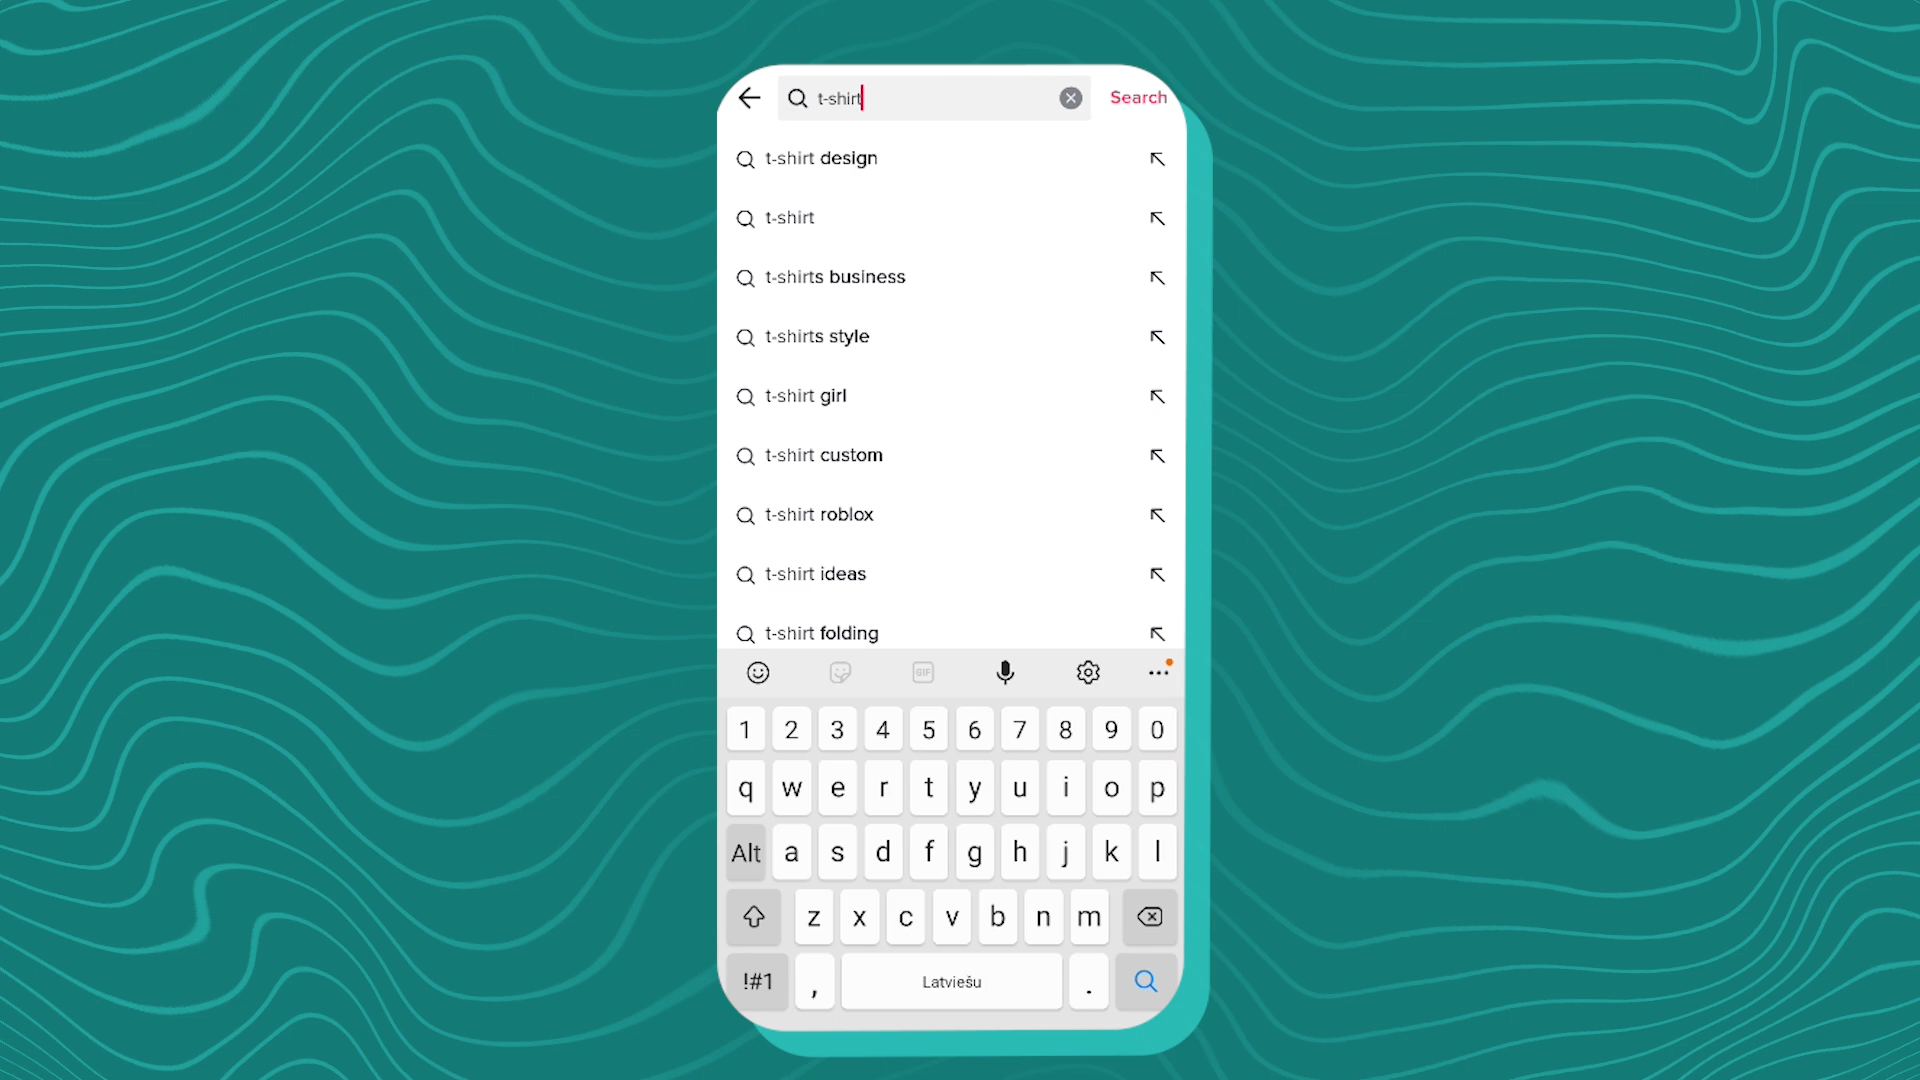 t-shirt Search
t-shirt design
t-shirt
t-shirts business
t-shirts style
t-shirt girl
t-shirt custom
t-shirt roblox
t-shirt ideas
t-shirt folding
GIF
1 2 3 4 5 6 7 8 9 0
q w e r t y u i o p
Alt a s d f g h j k l
z x c v b n m
!#1 , Latviešu .